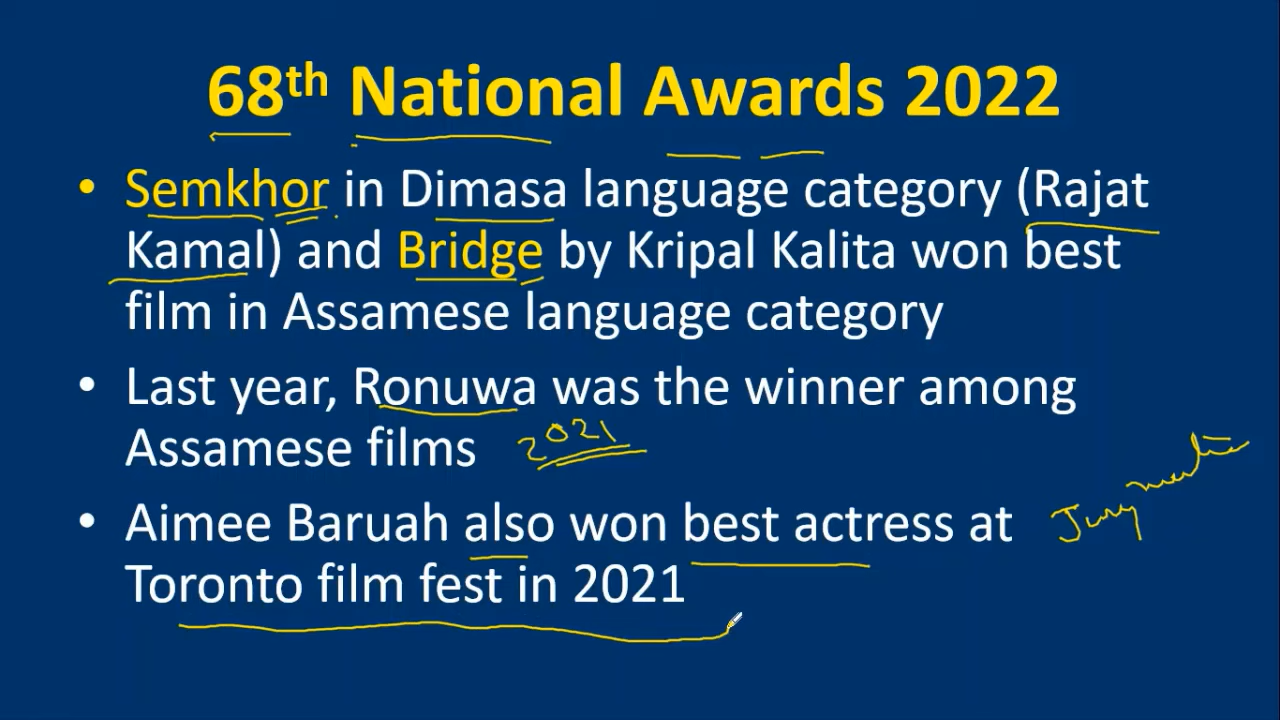 68th National Awards 2022
• Semkhor in Dimasa language category (Rajat
Kamal) and Bridge by Kripal Kalita won best
film in Assamese language category
• Last year, Ronuwa was the winner among
Assamese films 2021
• Aimee Baruah also won best actress at
Jury
Toronto film fest in 2021